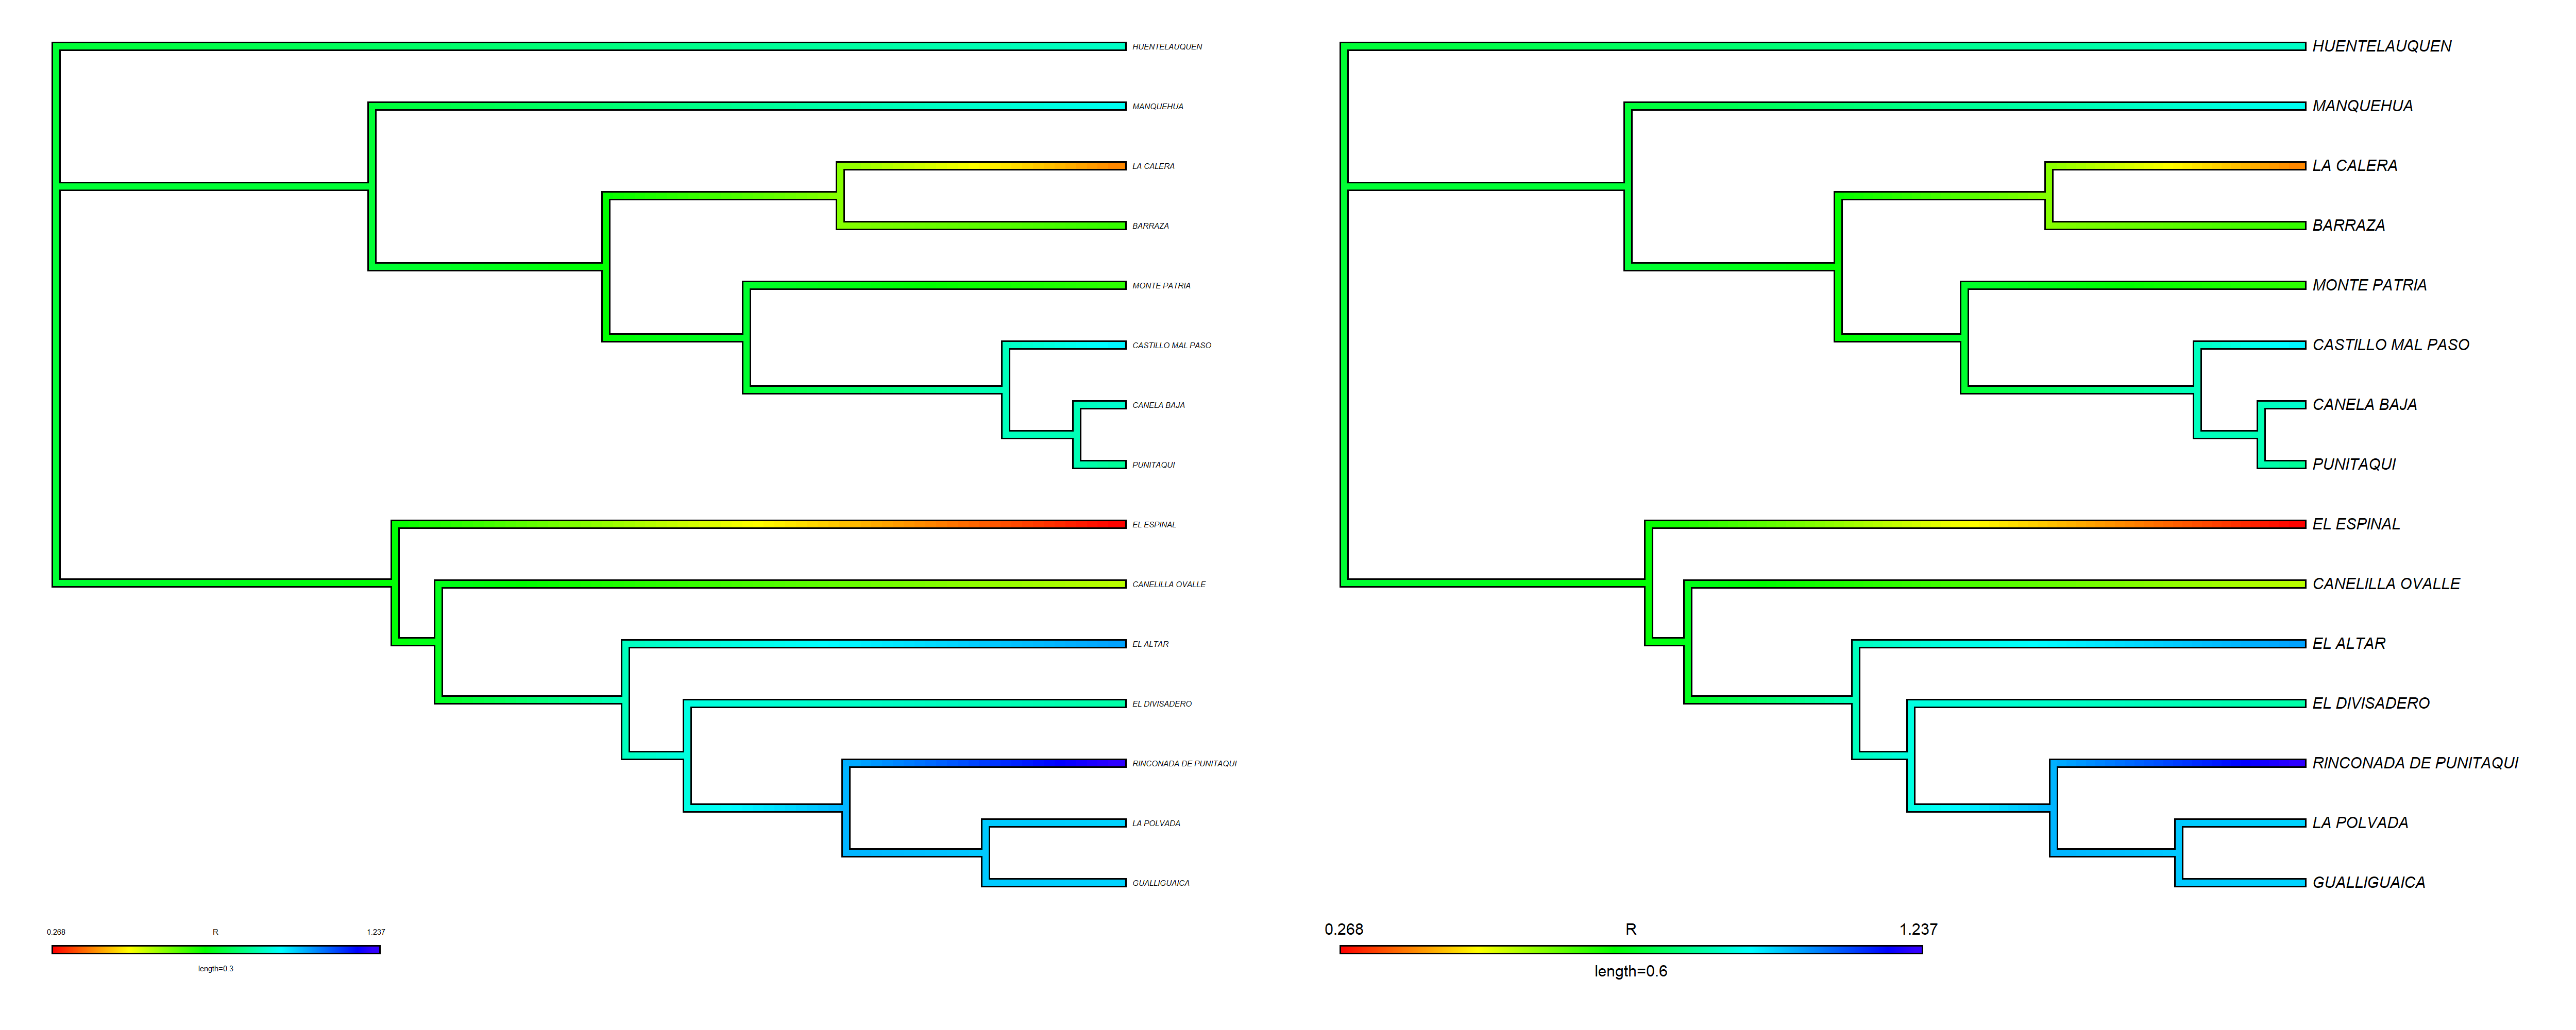 HUENTELAUQUEN
MANQUEHUA
LA CALERA
BARRAZA
MONTE PATRIA
CASTILLO MAL PASO
CANELA BAJA
PUNITAQUI
EL ESPINAL
CANELILLA OVALLE
EL ALTAR
EL DIVISADERO
RINCONADA DE PUNITAQUI
LA POLVADA
GUALLIGUAICA
0.268 R 1.237
length=0.3
HUENTELAUQUEN
MANQUEHUA
LA CALERA
BARRAZA
MONTE PATRIA
CASTILLO MAL PASO
CANELA BAJA
PUNITAQUI
EL ESPINAL
CANELILLA OVALLE
EL ALTAR
EL DIVISADERO
RINCONADA DE PUNITAQUI
LA POLVADA
GUALLIGUAICA
0.268 R 1.237
length=0.6